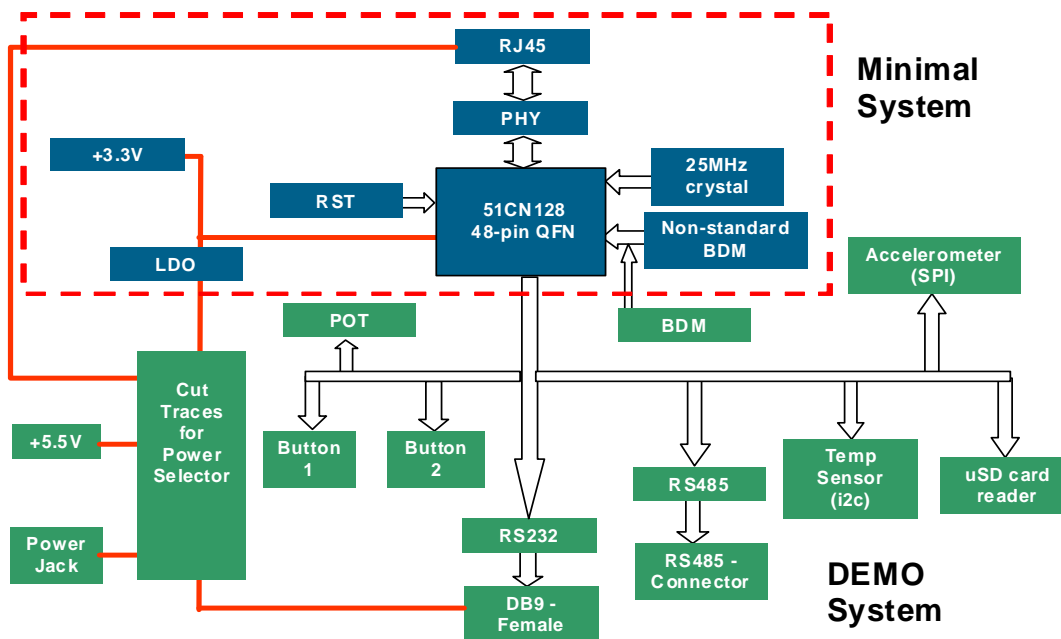 RJ45
Minimal
System
PHY
+3.3V
25MHz
crystal
RST
51CN128
48-pin QFN
Non-standard
BDM
LDO
Accelerometer
(SPI)
POT
BDM
Cut
Traces
for
Power
Selector
+5.5V
Button
1
Button
2
RS485
Temp
Sensor
(i2c)
uSD card
reader
Power
Jack
RS232
RS485 -
Connector
DB9 -
Female
DEMO
System